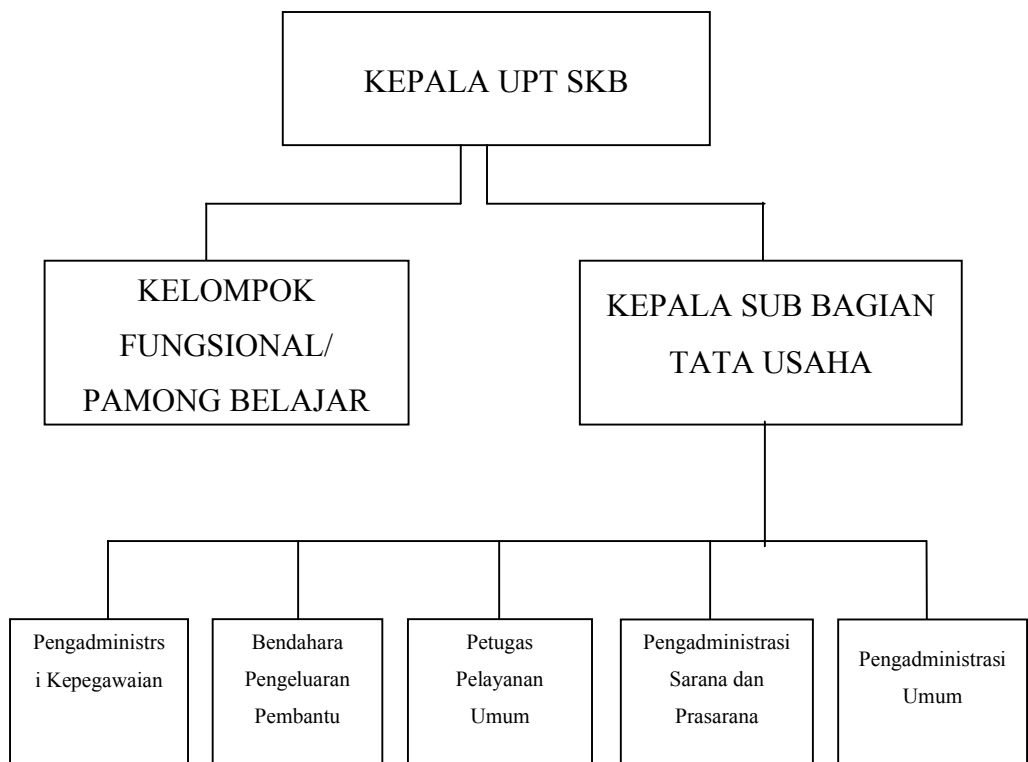 KEPALA UPT SKB
KELOMPOK
FUNGSIONAL/
PAMONG BELAJAR
KEPALA SUB BAGIAN
TATA USAHA
Pengadministrs
i Kepegawaian
Bendahara
Pengeluaran
Pembantu
Petugas
Pelayanan
Umum
Pengadministrasi
Sarana dan
Prasarana
Pengadministrasi
Umum